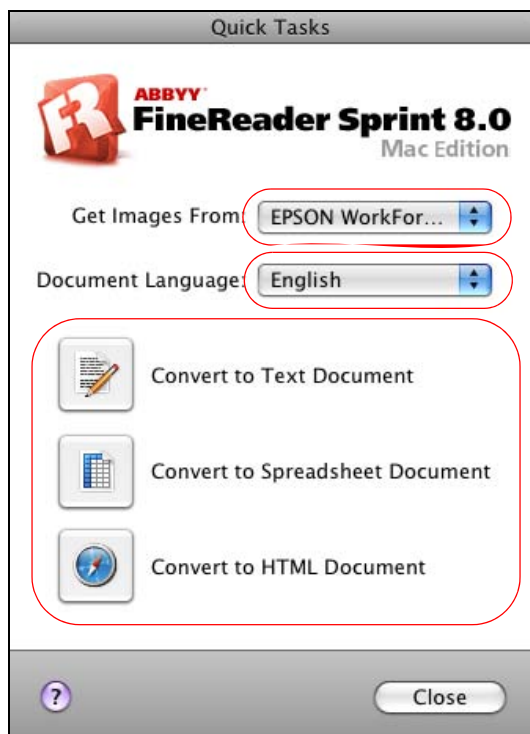 Quick Tasks
ABBYY
FineReader Sprint 8.0
Mac Edition
Get Images From: EPSON WorkFor...
Document Language: English
Convert to Text Document
Convert to Spreadsheet Document
Convert to HTML Document
? Close